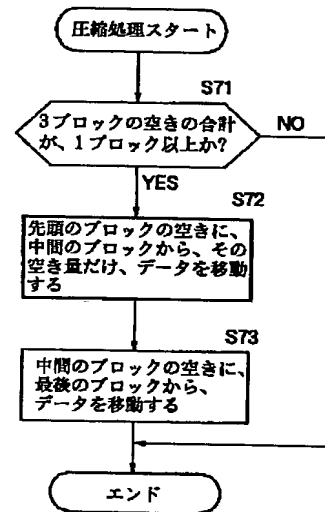 圧縮処理スタート
S71
3ブロックの空きの合計
が、1ブロック以上か?
NO
YES
S72
先頭のブロックの空きに、
中間のブロックから、その
空き量だけ、データを移動
する
S73
中間のブロックの空きに、
最後のブロックから、
データを移動する
エンド